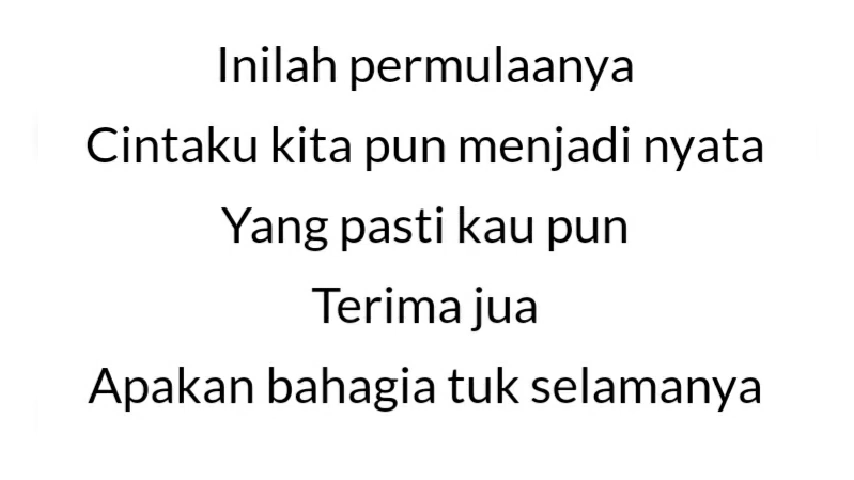 Inilah permulaanya
Cintaku kita pun menjadi nyata
Yang pasti kau pun
Terima jua
Apakan bahagia tuk selamanya